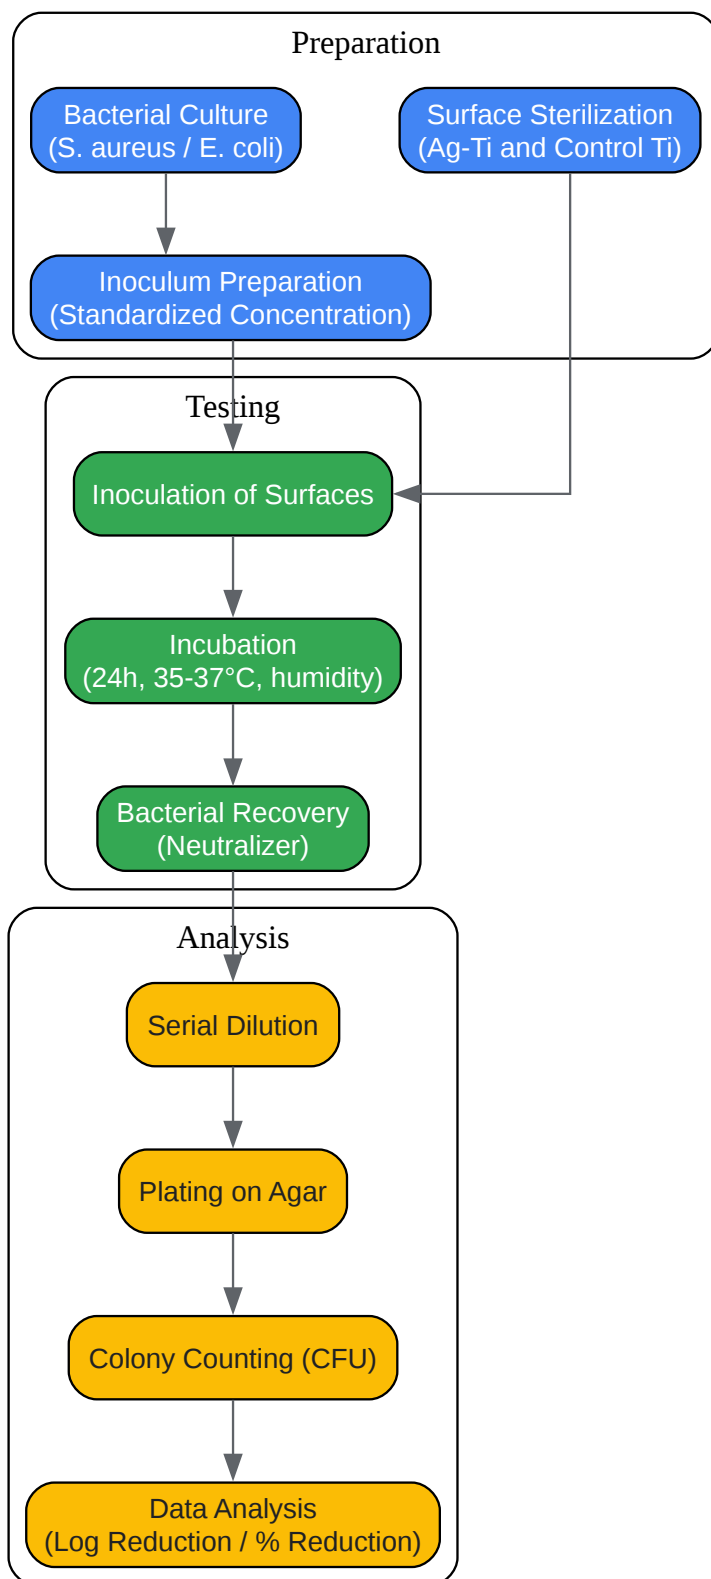 Preparation
Bacterial Culture
(S. aureus / E. coli)
Surface Sterilization
(Ag-Ti and Control Ti)
Inoculum Preparation
(Standardized Concentration)
Testing
Inoculation of Surfaces
Incubation
(24h, 35-37°C, humidity)
Bacterial Recovery
(Neutralizer)
Analysis
Serial Dilution
Plating on Agar
Colony Counting (CFU)
Data Analysis
(Log Reduction / % Reduction)